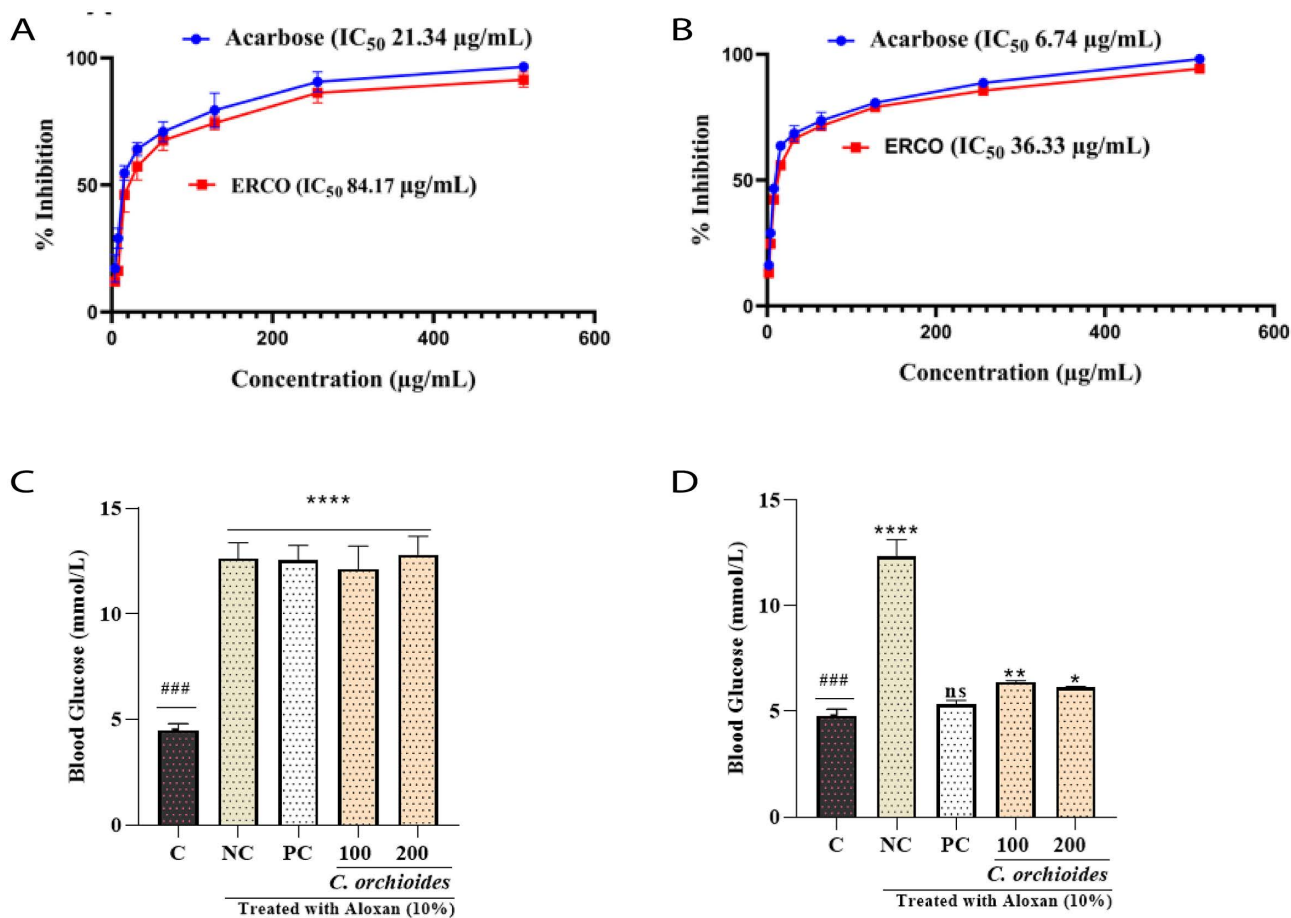 A
Acarbose (IC50 21.34 µg/mL)
ERCO (IC50 84.17 µg/mL)
% Inhibition
100
50
0
0 200 400 600
Concentration (µg/mL)
B
Acarbose (IC50 6.74 µg/mL)
ERCO (IC50 36.33 µg/mL)
% Inhibition
100
50
0
0 200 400 600
Concentration (µg/mL)
C
Blood Glucose (mmol/L)
15
10
5
0
###
****
C NC PC 100 200
C. orchioides
Treated with Aloxan (10%)
D
Blood Glucose (mmol/L)
15
10
5
0
###
****
ns
**
*
C NC PC 100 200
C. orchioides
Treated with Aloxan (10%)